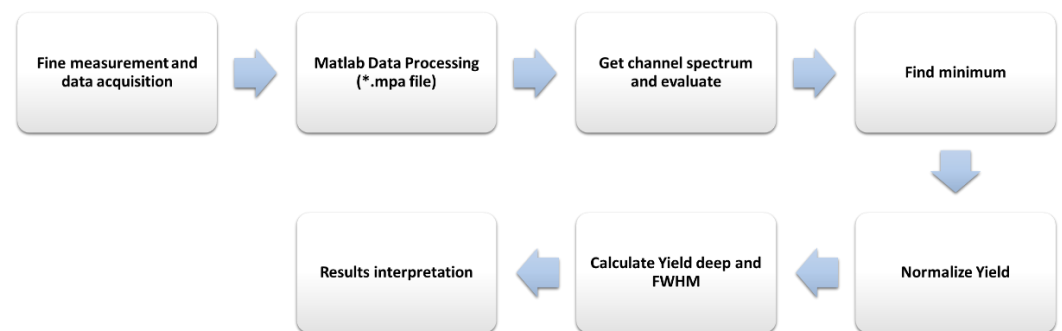 Fine measurement and
data acquisition
Matlab Data Processing
(*.mpa file)
Get channel spectrum
and evaluate
Find minimum
Normalize Yield
Calculate Yield deep and
FWHM
Results interpretation